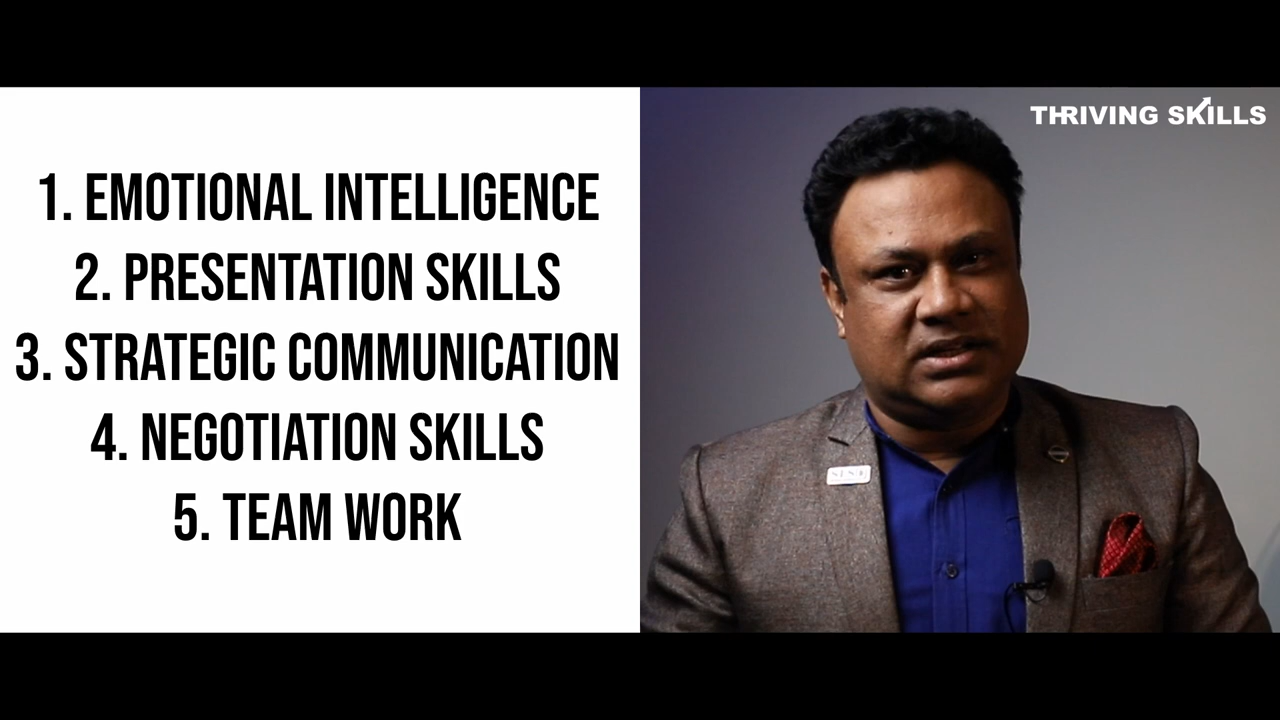 1. EMOTIONAL INTELLIGENCE
2. PRESENTATION SKILLS
3. STRATEGIC COMMUNICATION
4. NEGOTIATION SKILLS
5. TEAM WORK
THRIVING SKILLS